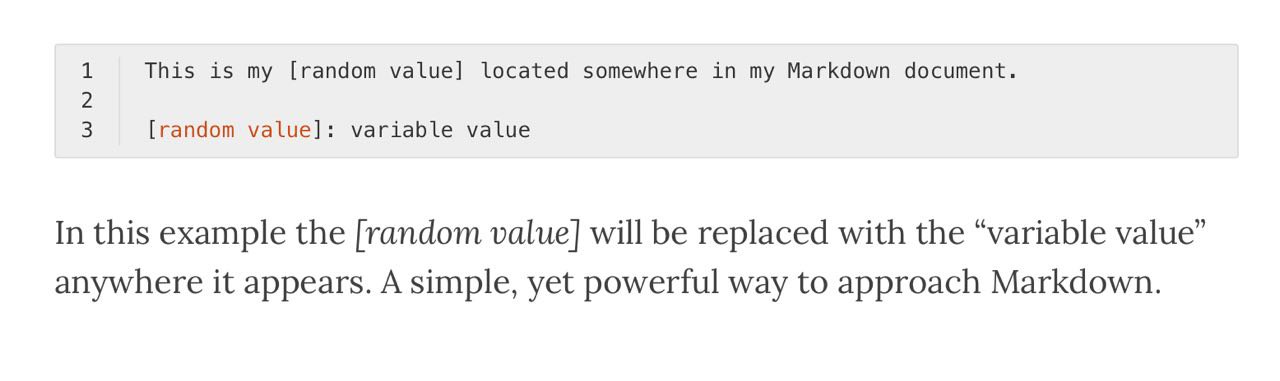 1 This is my [random value] located somewhere in my Markdown document.
2
3 [random value]: variable value
In this example the [random value] will be replaced with the “variable value”
anywhere it appears. A simple, yet powerful way to approach Markdown.